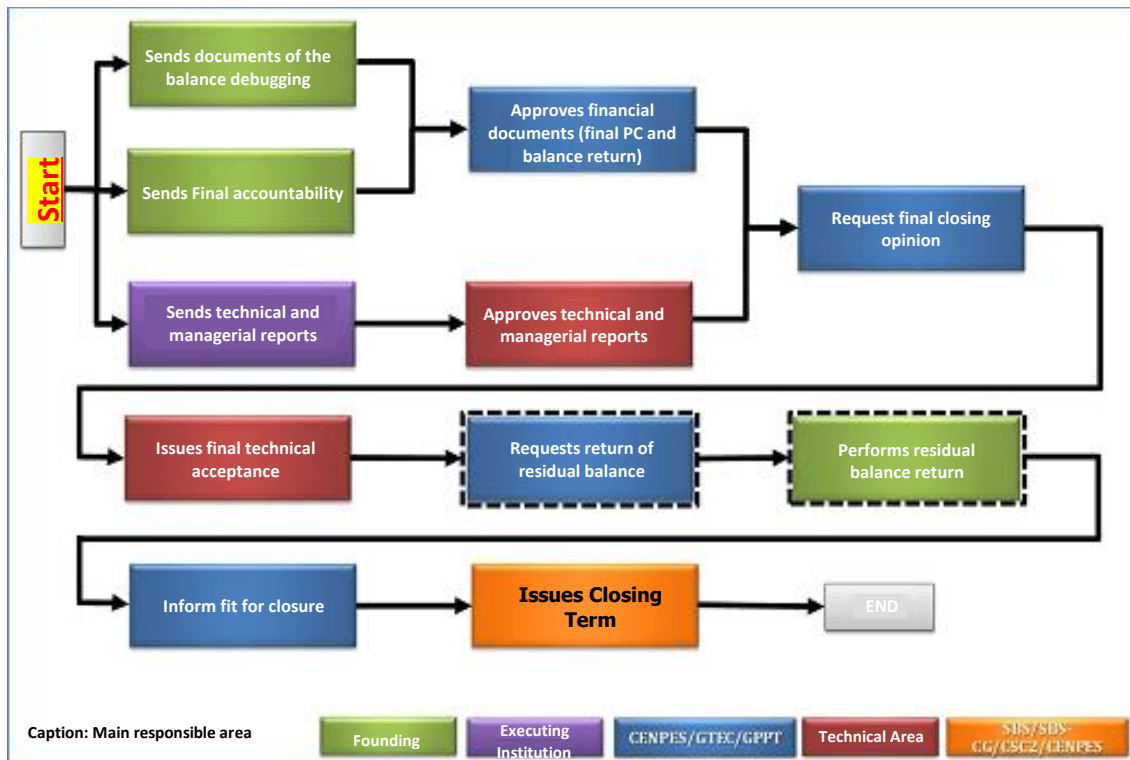 Start
Sends documents of the
balance debugging
Sends Final accountability
Sends technical and
managerial reports
Approves financial
documents (final PC and
balance return)
Approves technical and
managerial reports
Request final closing
opinion
Issues final technical
acceptance
Requests return of
residual balance
Performs residual
balance return
Inform fit for closure
Issues Closing
Term
END
Caption: Main responsible area
Founding
Executing
Institution
CENPES/GTEC/GPPT
Technical Area
SBS/SBS-
CG/CSC2/CENPES